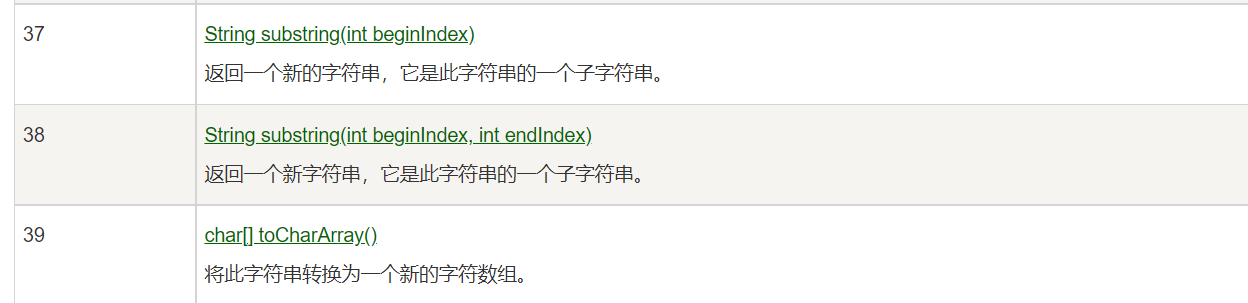 37
String substring(int beginIndex)
返回一个新的字符串，它是此字符串的一个子字符串。
38
String substring(int beginIndex, int endIndex)
返回一个新字符串，它是此字符串的一个子字符串。
39
char[] toCharArray()
将此字符串转换为一个新的字符数组。